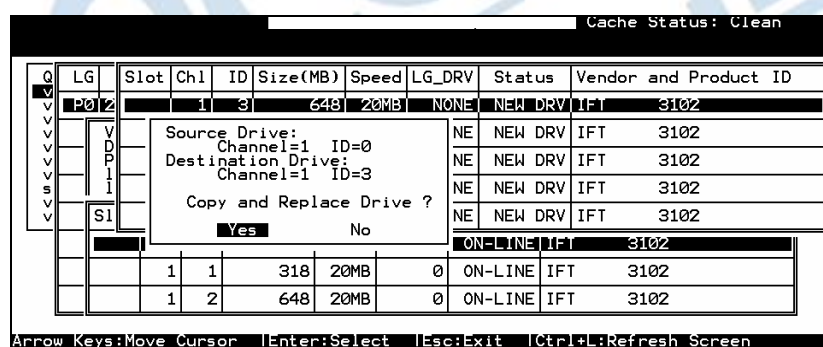 Cache Status: Clean
Q LG Slot Chl ID Size(MB) Speed LG_DRV Status Vendor and Product ID
v P0 2 1 3 648 20MB NONE NEW DRV IFT 3102
v V Source Drive: NE NEW DRV IFT 3102
v D Channel=1 ID=0
v P Destination Drive: NE NEW DRV IFT 3102
v l Channel=1 ID=3
s l NE NEW DRV IFT 3102
v Copy and Replace Drive ?
v Sl NE NEW DRV IFT 3102
Yes No
ON-LINE IFT 3102
1 1 318 20MB 0 ON-LINE IFT 3102
1 2 648 20MB 0 ON-LINE IFT 3102
Arrow Keys:Move Cursor |Enter:Select |Esc:Exit |Ctrl+L:Refresh Screen